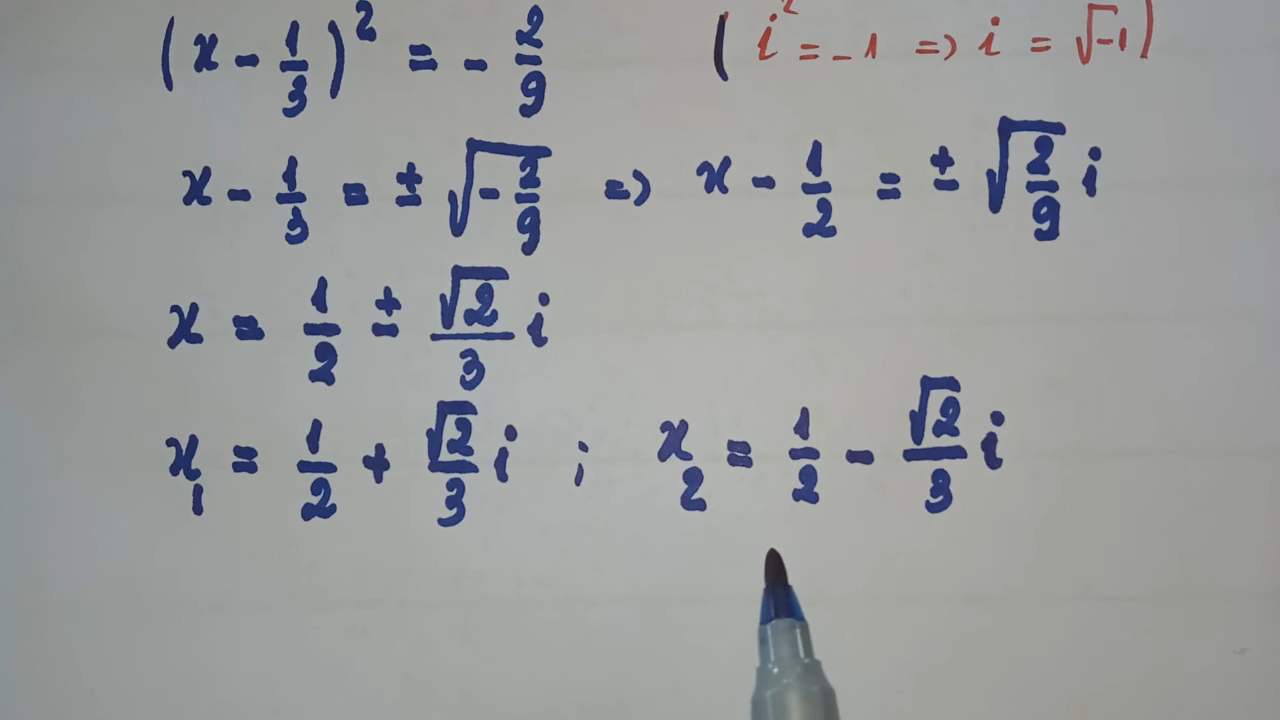 (x - 1/3)² = - 2/9 ( i² = -1 => i = √-1 )
x - 1/3 = ± √(- 2/9) => x - 1/2 = ± √(2/9) i
x = 1/2 ± √2/3 i
x₁ = 1/2 + √2/3 i ; x₂ = 1/2 - √2/3 i